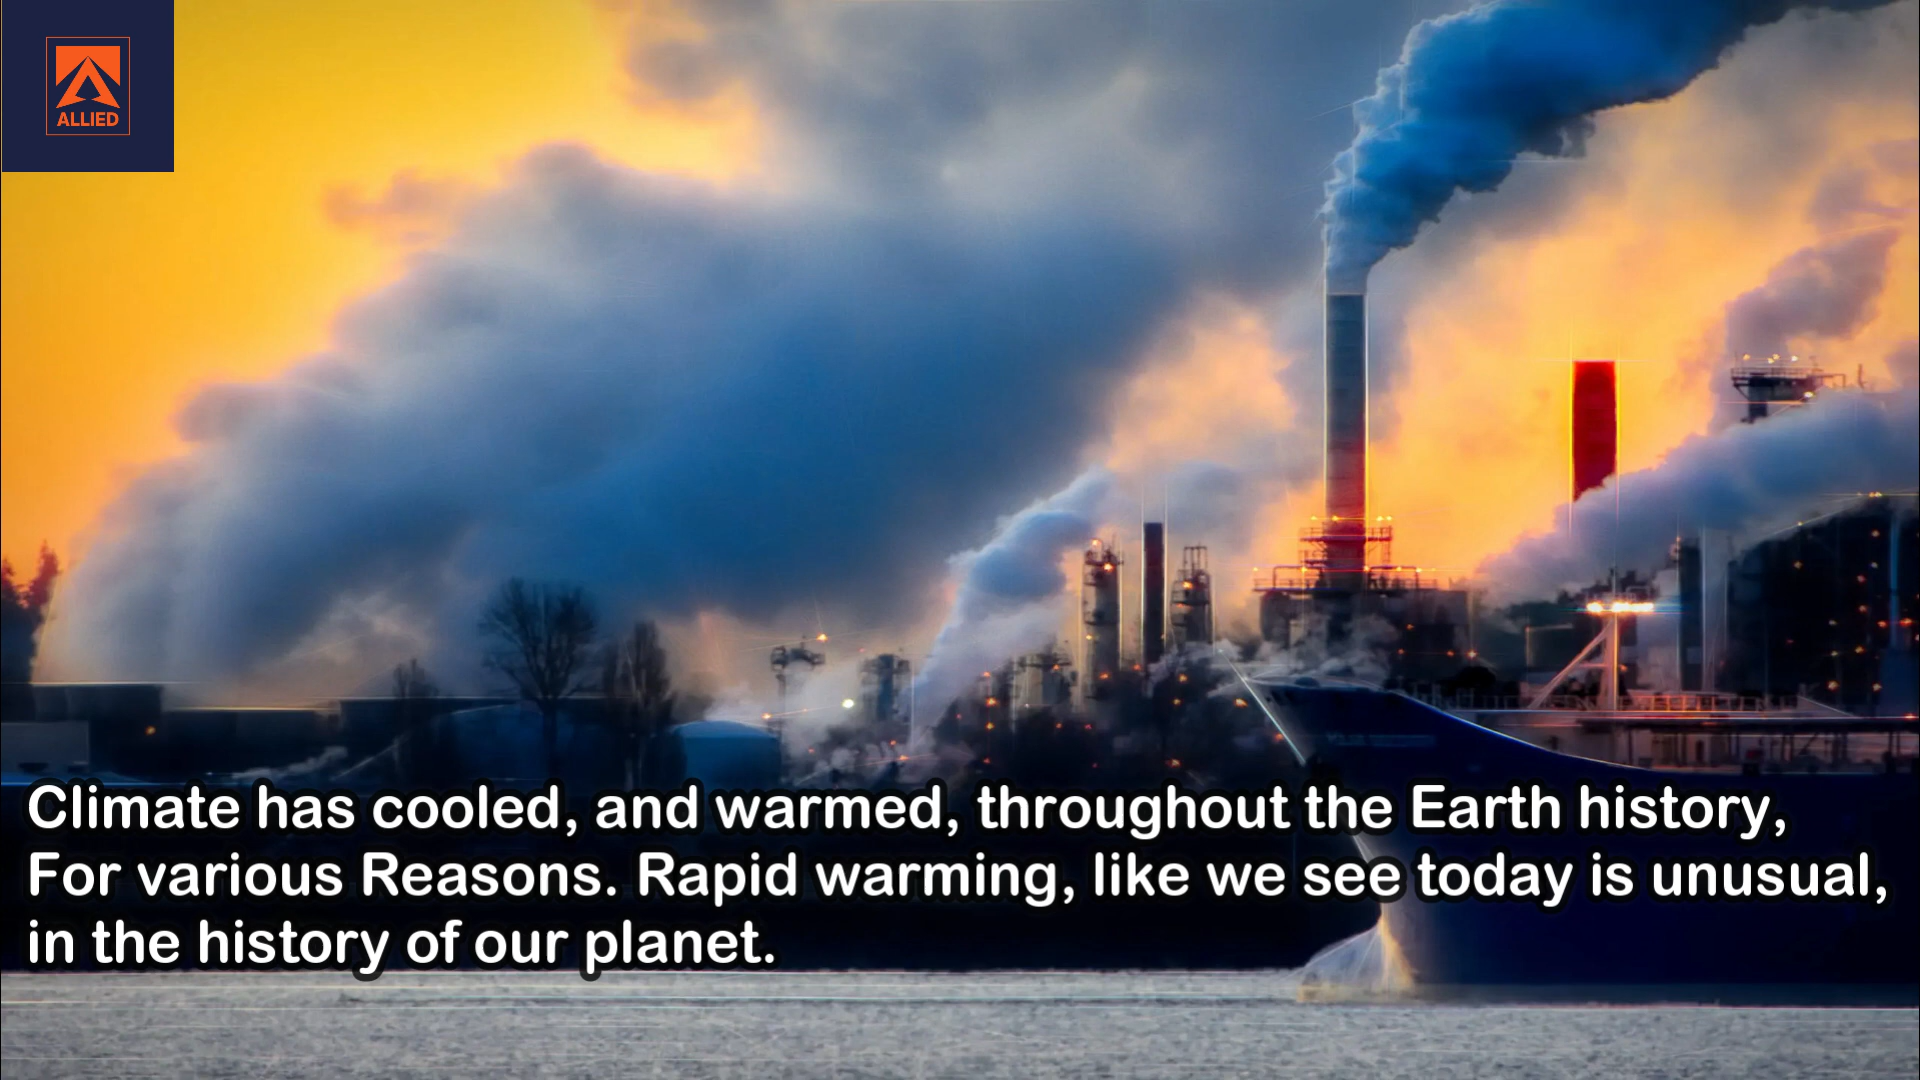 ALLIED
Climate has cooled, and warmed, throughout the Earth history,
For various Reasons. Rapid warming, like we see today is unusual,
in the history of our planet.